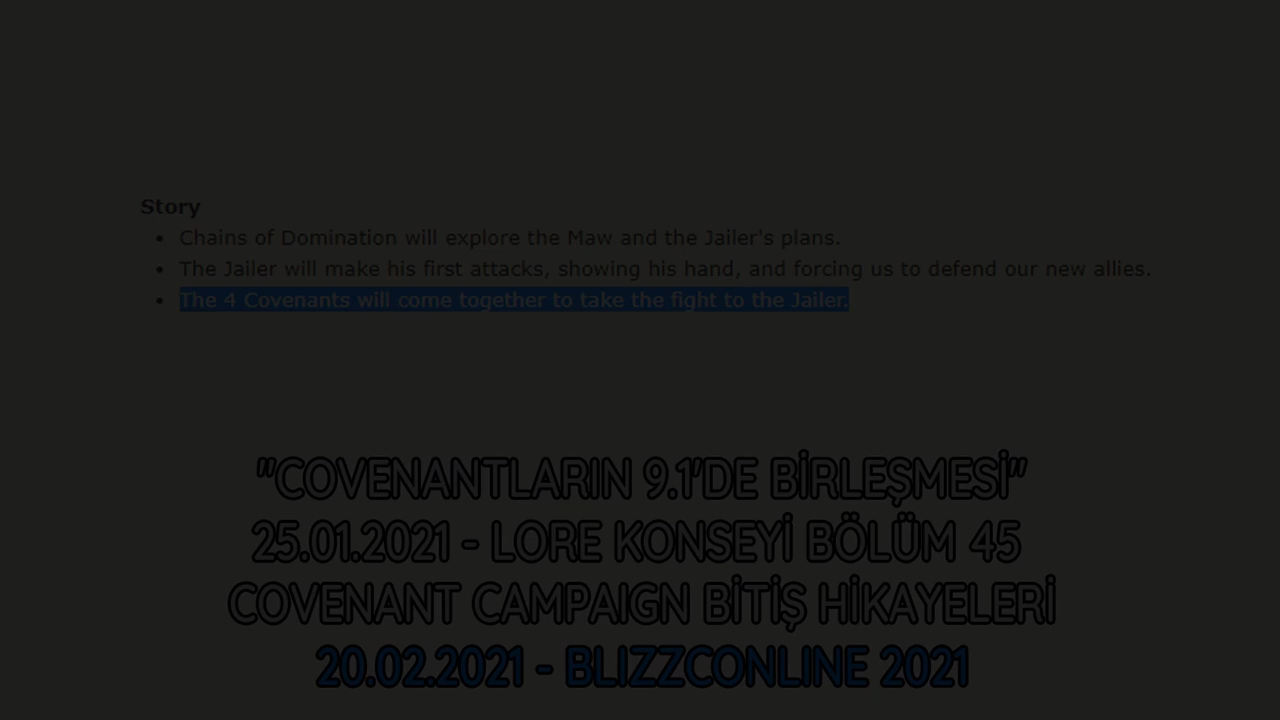 Story
• Chains of Domination will explore the Maw and the Jailer's plans.
• The Jailer will make his first attacks, showing his hand, and forcing us to defend our new allies.
• The 4 Covenants will come together to take the fight to the Jailer.
"COVENANTLARIN 9.1'DE BİRLEŞMESİ"
25.01.2021 - LORE KONSEYİ BÖLÜM 45
COVENANT CAMPAIGN BİTİŞ HİKAYELERİ
20.02.2021 - BLIZZCONLINE 2021